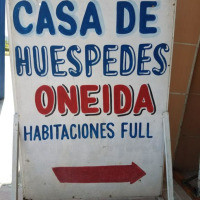 CASA DE
HUESPEDES
ONEIDA
HABITACIONES FULL